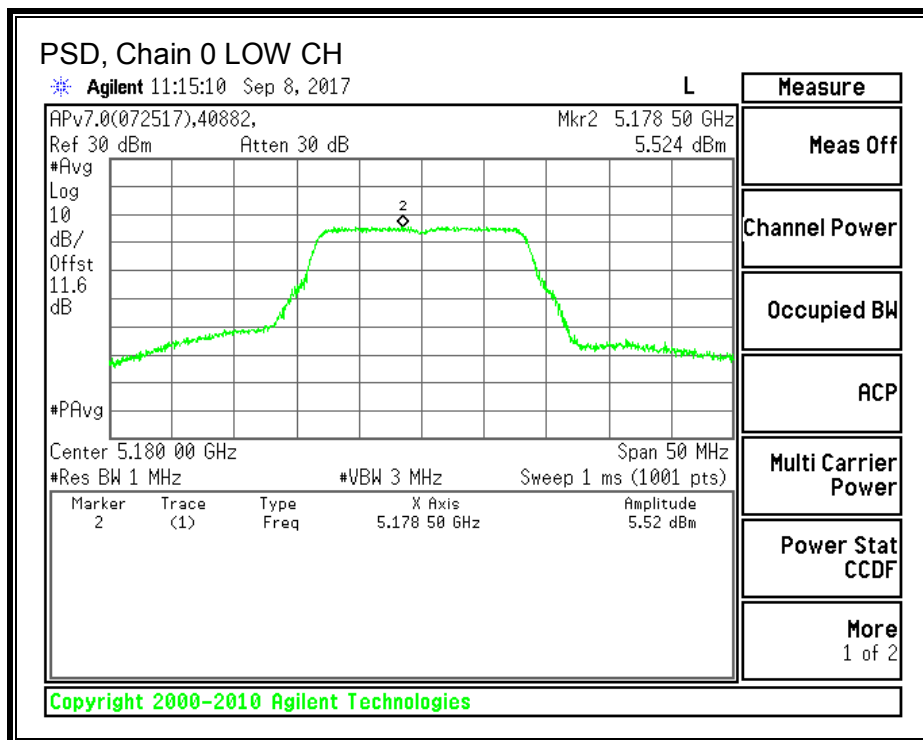 PSD, Chain 0 LOW CH
Agilent 11:15:10 Sep 8, 2017 L
APv7.0(072517),40882, Mkr2 5.178 50 GHz
Ref 30 dBm Atten 30 dB 5.524 dBm
#Avg
Log
10
dB/
Offst
11.6
dB
#PAvg
2
Center 5.180 00 GHz Span 50 MHz
#Res BW 1 MHz #VBW 3 MHz Sweep 1 ms (1001 pts)
Marker Trace Type X Axis Amplitude
2 (1) Freq 5.178 50 GHz 5.52 dBm
Measure
Meas Off
Channel Power
Occupied BW
ACP
Multi Carrier
Power
Power Stat
CCDF
More
1 of 2
Copyright 2000-2010 Agilent Technologies